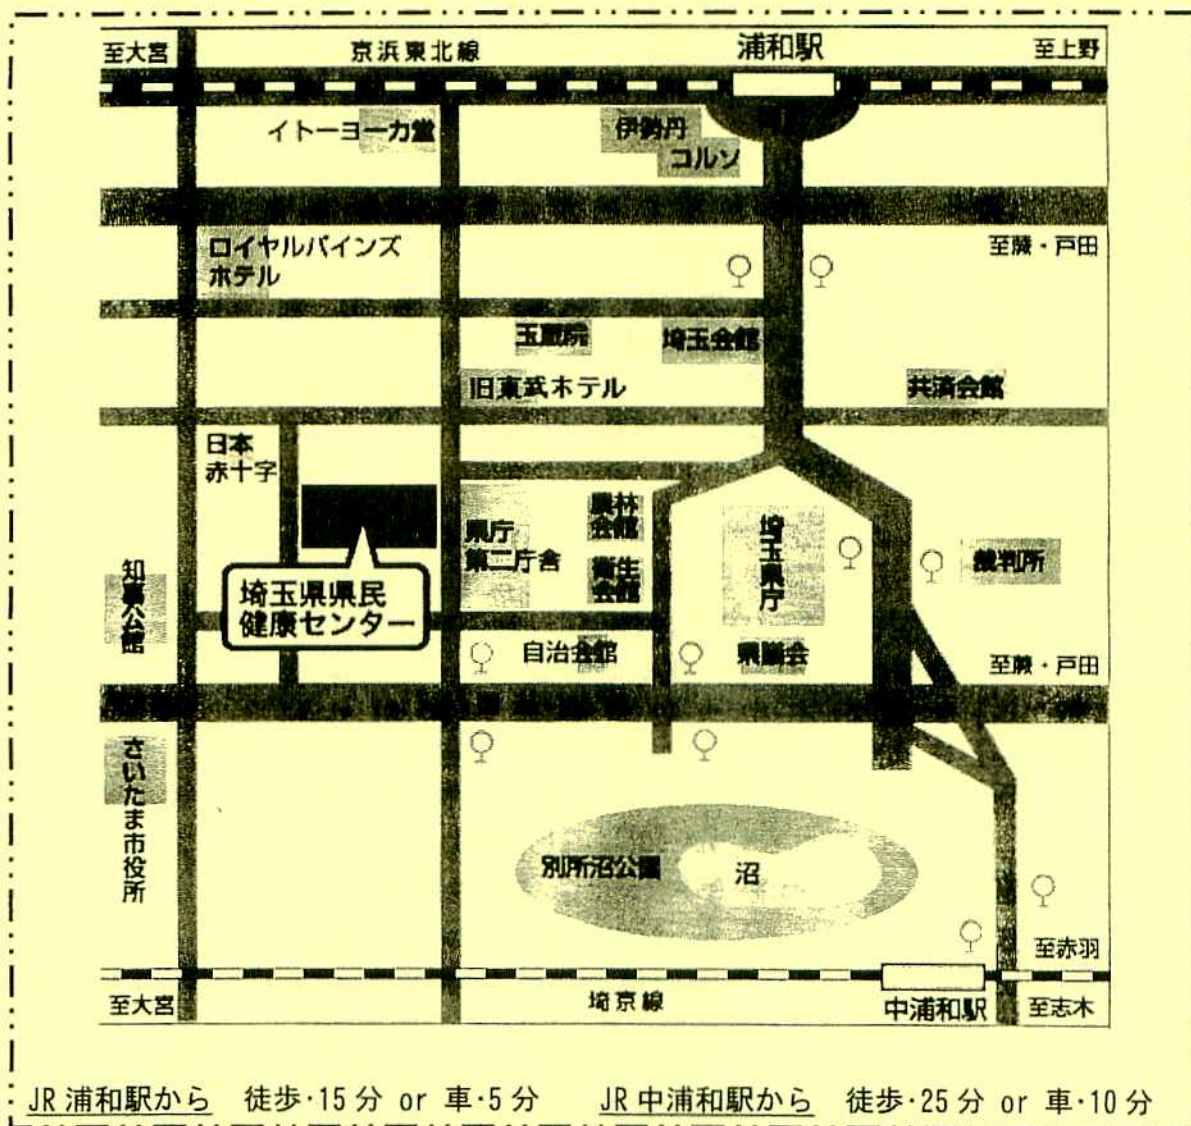 至大宮
京浜東北線
浦和駅
至上野
イトーヨーカ堂
伊勢丹
コルソ
ロイヤルパインズ
ホテル
至蕨・戸田
玉蔵院
埼玉会館
旧東武ホテル
共済会館
日本
赤十字
県庁
第二庁舎
農林
会館
衛生
会館
埼玉県庁
裁判所
知事公館
埼玉県県民
健康センター
自治会館
県議会
至蕨・戸田
さいたま市役所
別所沼公園
沼
至赤羽
至大宮
埼京線
中浦和駅
至志木
JR浦和駅から 徒歩・15分 or 車・5分 JR中浦和駅から 徒歩・25分 or 車・10分